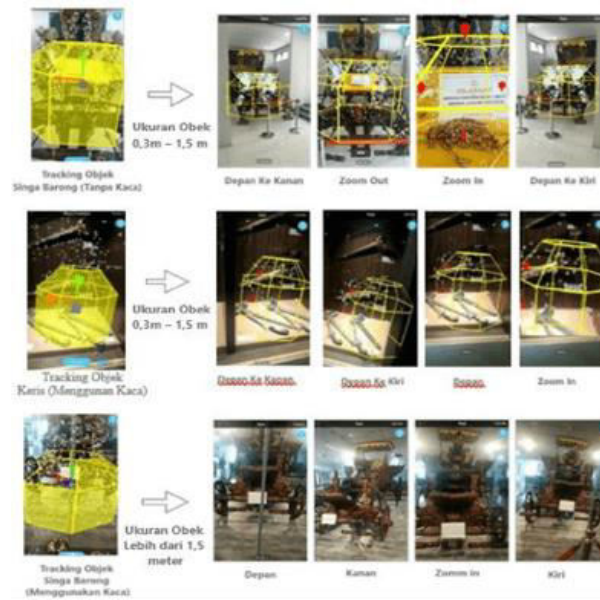 Ukuran Obek
0,3m – 1,5 m
Tracking Objek
Singa Barong (Tanpa Kaca)
Depan Ke Kanan
Zoom Out
Zoom In
Depan Ke Kiri
Ukuran Obek
0,3m – 1,5 m
Tracking Objek
Keris (Menggunan Kaca)
Depan Ke Kanan
Depan Ke Kiri
Depan
Zoom In
Ukuran Obek
Lebih dari 1,5
meter
Tracking Objek
Singa Barong
(Menggunakan Kaca)
Depan
Kanan
Zomm in
Kiri